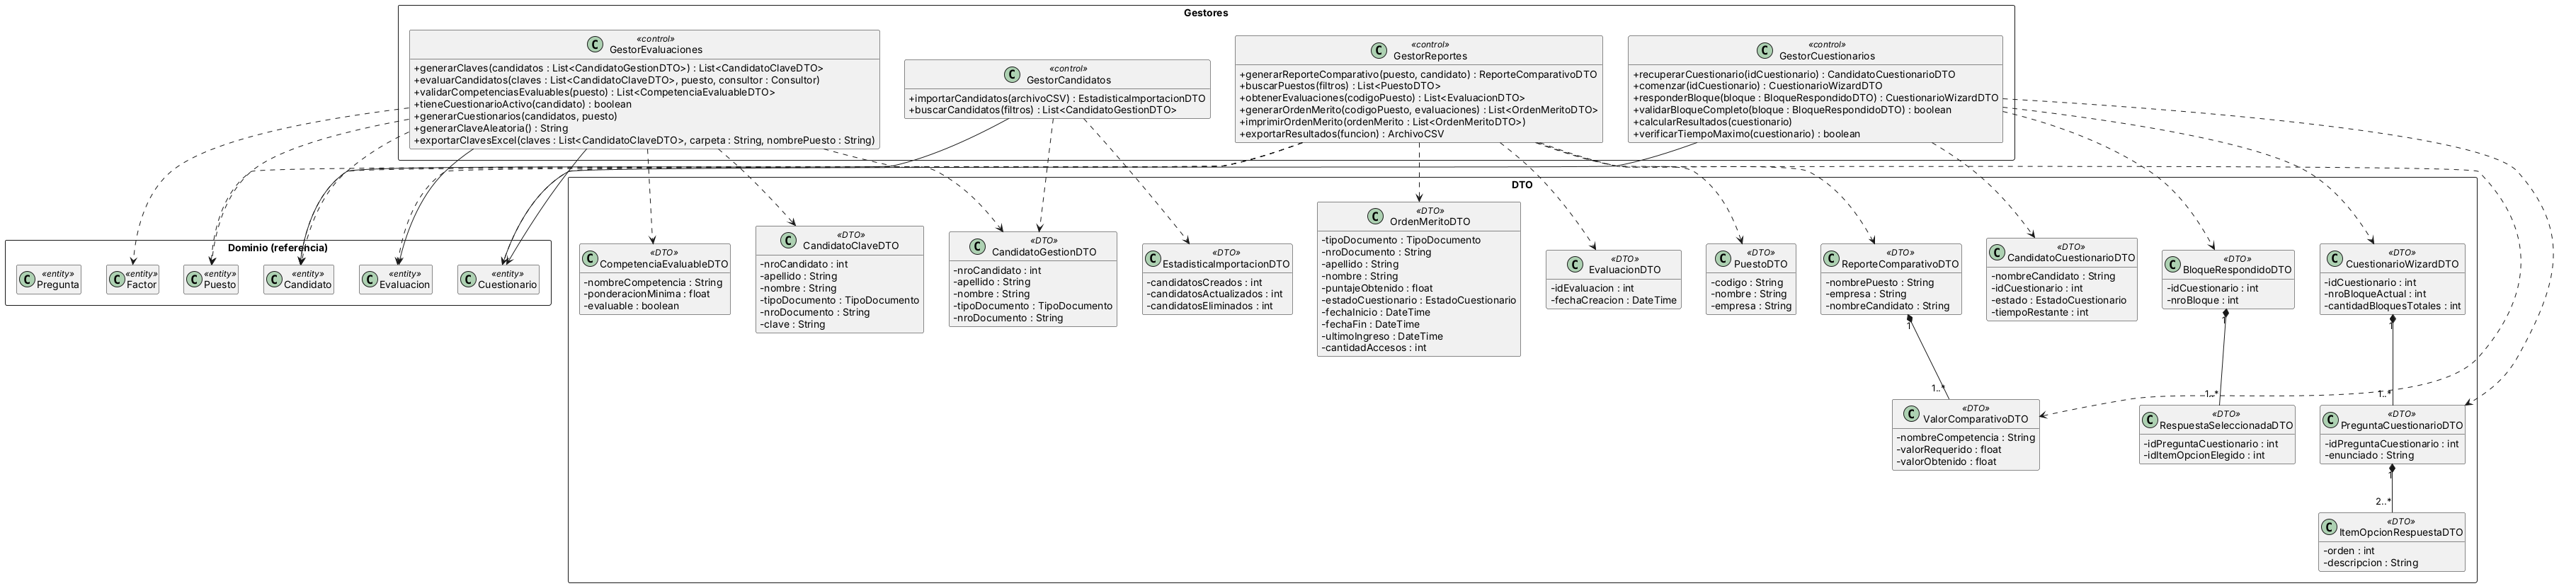 Gestores
«control»
GestorEvaluaciones
+generarClaves(candidatos : List<CandidatoGestionDTO>) : List<CandidatoClaveDTO>
+evaluarCandidatos(claves : List<CandidatoClaveDTO>, puesto, consultor : Consultor)
+validarCompetenciasEvaluables(puesto) : List<CompetenciaEvaluableDTO>
+tieneCuestionarioActivo(candidato) : boolean
+generarCuestionarios(candidatos, puesto)
+generarClaveAleatoria() : String
+exportarClavesExcel(claves : List<CandidatoClaveDTO>, carpeta : String, nombrePuesto : String)
«control»
GestorCandidatos
+importarCandidatos(archivoCSV) : EstadisticaImportacionDTO
+buscarCandidatos(filtros) : List<CandidatoGestionDTO>
«control»
GestorReportes
+generarReporteComparativo(puesto, candidato) : ReporteComparativoDTO
+buscarPuestos(filtros) : List<PuestoDTO>
+obtenerEvaluaciones(codigoPuesto) : List<EvaluacionDTO>
+generarOrdenMerito(codigoPuesto, evaluaciones) : List<OrdenMeritoDTO>
+imprimirOrdenMerito(ordenMerito : List<OrdenMeritoDTO>)
+exportarResultados(funcion) : ArchivoCSV
«control»
GestorCuestionarios
+recuperarCuestionario(idCuestionario) : CandidatoCuestionarioDTO
+comenzar(idCuestionario) : CuestionarioWizardDTO
+responderBloque(bloque : BloqueRespondidoDTO) : CuestionarioWizardDTO
+validarBloqueCompleto(bloque : BloqueRespondidoDTO) : boolean
+calcularResultados(cuestionario)
+verificarTiempoMaximo(cuestionario) : boolean
Dominio (referencia)
«entity»
Pregunta
«entity»
Factor
«entity»
Puesto
«entity»
Candidato
«entity»
Evaluacion
«entity»
Cuestionario
DTO
«DTO»
CompetenciaEvaluableDTO
-nombreCompetencia : String
-ponderacionMinima : float
-evaluable : boolean
«DTO»
CandidatoClaveDTO
-nroCandidato : int
-apellido : String
-nombre : String
-tipoDocumento : TipoDocumento
-nroDocumento : String
-clave : String
«DTO»
CandidatoGestionDTO
-nroCandidato : int
-apellido : String
-nombre : String
-tipoDocumento : TipoDocumento
-nroDocumento : String
«DTO»
EstadisticaImportacionDTO
-candidatosCreados : int
-candidatosActualizados : int
-candidatosEliminados : int
«DTO»
OrdenMeritoDTO
-tipoDocumento : TipoDocumento
-nroDocumento : String
-apellido : String
-nombre : String
-puntajeObtenido : float
-estadoCuestionario : EstadoCuestionario
-fechaInicio : DateTime
-fechaFin : DateTime
-ultimoIngreso : DateTime
-cantidadAccesos : int
«DTO»
EvaluacionDTO
-idEvaluacion : int
-fechaCreacion : DateTime
«DTO»
PuestoDTO
-codigo : String
-nombre : String
-empresa : String
«DTO»
ReporteComparativoDTO
-nombrePuesto : String
-empresa : String
-nombreCandidato : String
«DTO»
CandidatoCuestionarioDTO
-nombreCandidato : String
-idCuestionario : int
-estado : EstadoCuestionario
-tiempoRestante : int
«DTO»
BloqueRespondidoDTO
-idCuestionario : int
-nroBloque : int
«DTO»
CuestionarioWizardDTO
-idCuestionario : int
-nroBloqueActual : int
-cantidadBloquesTotales : int
1
1
1
1..*
1..*
1..*
«DTO»
ValorComparativoDTO
-nombreCompetencia : String
-valorRequerido : float
-valorObtenido : float
«DTO»
RespuestaSeleccionadaDTO
-idPreguntaCuestionario : int
-idItemOpcionElegido : int
«DTO»
PreguntaCuestionarioDTO
-idPreguntaCuestionario : int
-enunciado : String
1
2..*
«DTO»
ItemOpcionRespuestaDTO
-orden : int
-descripcion : String